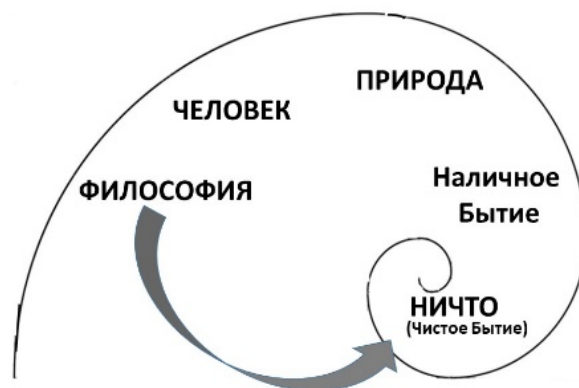 ПРИРОДА
ЧЕЛОВЕК
ФИЛОСОФИЯ
Наличное
Бытие
НИЧТО
(Чистое Бытие)